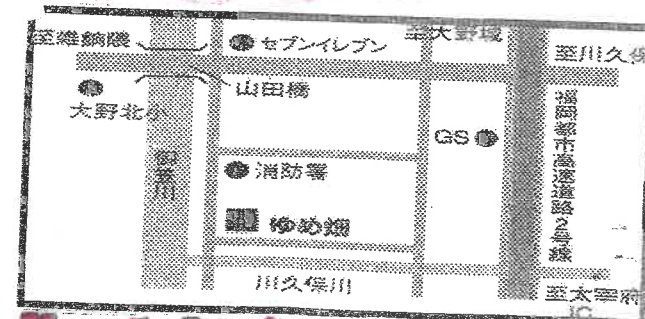 至雑餉隈
セブンイレブン
至大野城
至川久保
山田橋
大野北小
GS
御笠川
消防署
福岡都市高速道路2号線
ゆめ畑
川久保川
至太宰府
IC